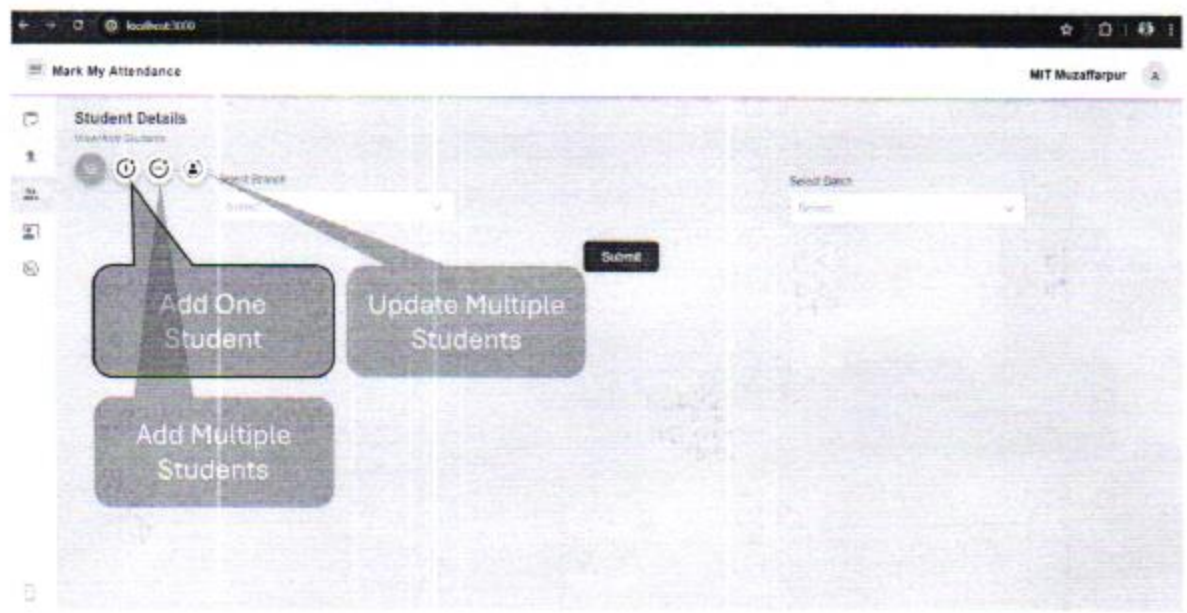 localhost:3000
Mark My Attendance
MIT Muzaffarpur
Student Details
Select Branch
Select Batch
Submit
Add One
Student
Update Multiple
Students
Add Multiple
Students